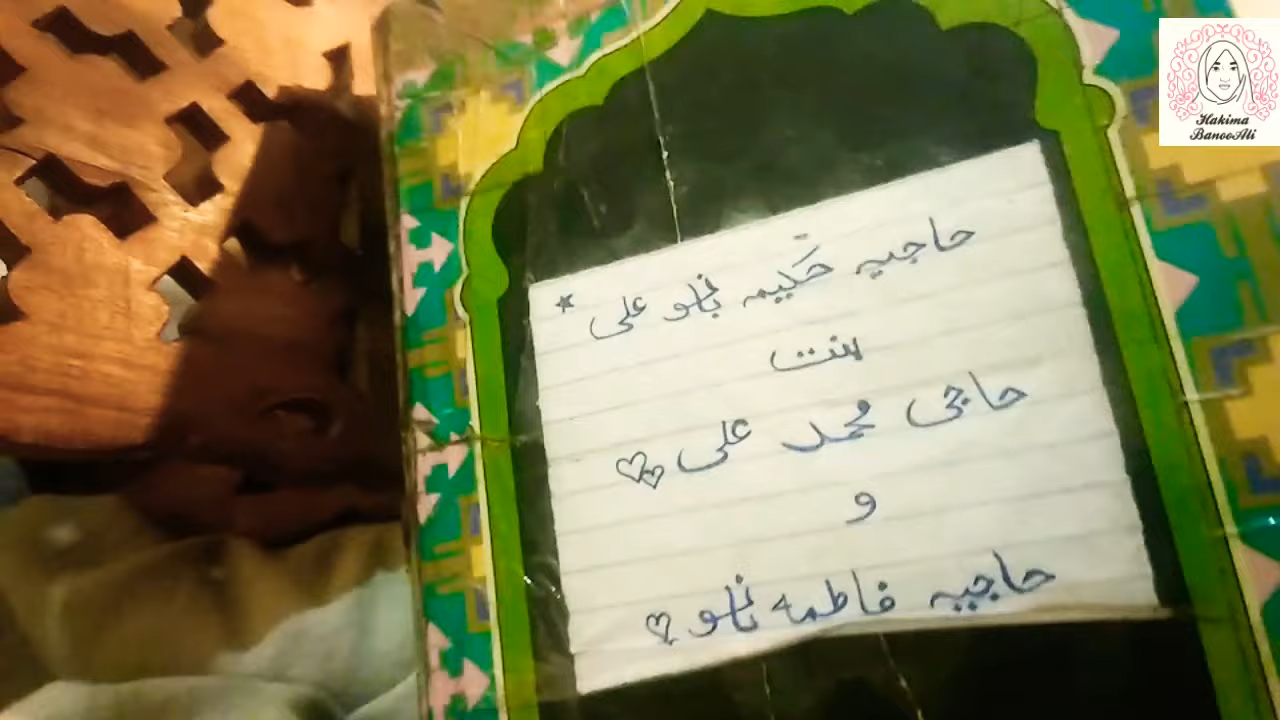 حاجیہ حکیمہ بانو علی
بنت
حاجی محمد علی
و
حاجیہ فاطمہ بانو
Hakima
BanooAli